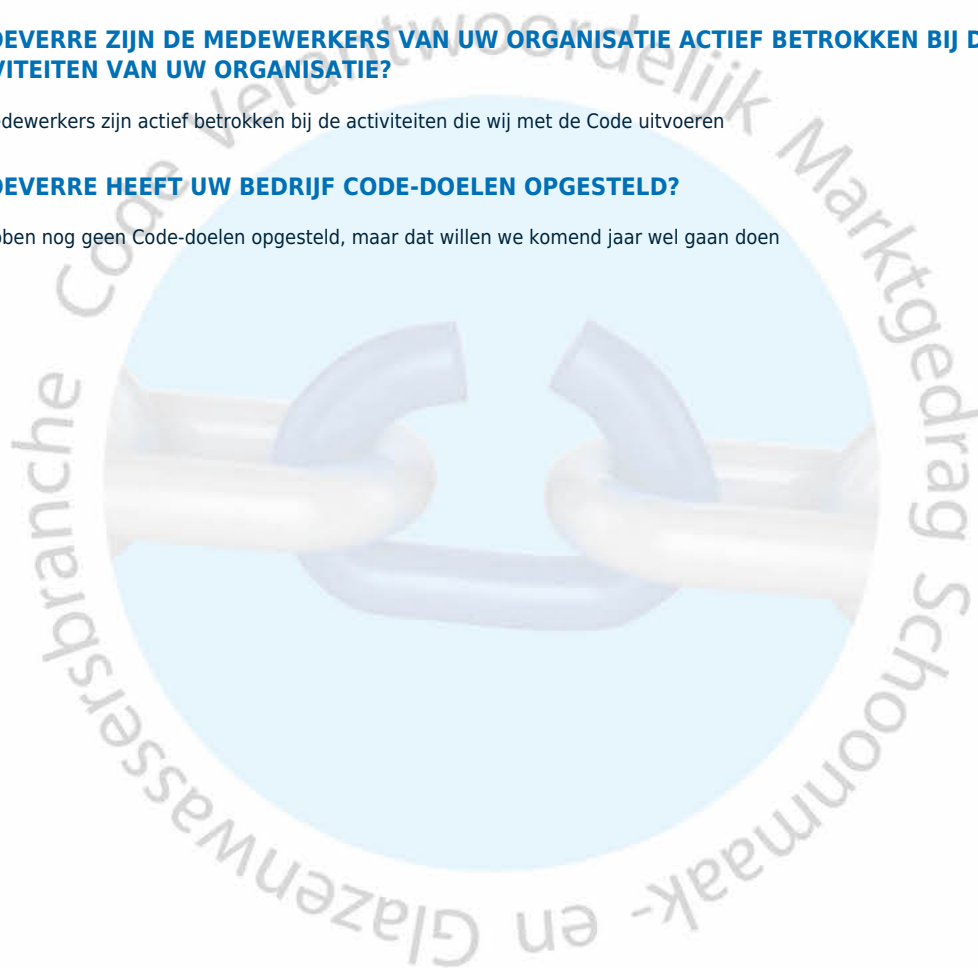 OEVERRE ZIJN DE MEDEWERKERS VAN UW ORGANISATIE ACTIEF BETROKKEN BIJ D
VITEITEN VAN UW ORGANISATIE?
dewerkers zijn actief betrokken bij de activiteiten die wij met de Code uitvoeren
OEVERRE HEEFT UW BEDRIJF CODE-DOELEN OPGESTELD?
bben nog geen Code-doelen opgesteld, maar dat willen we komend jaar wel gaan doen
Code Verantwoordelijk Marktgedrag Schoonmaak- en Glazenwassersbranche